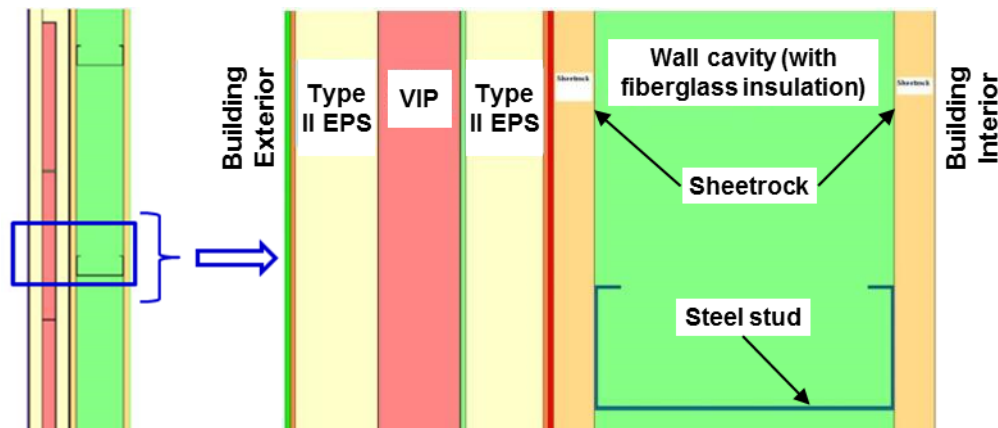 Building
Exterior
Type
II EPS
VIP
Type
II EPS
Sheetrock
Wall cavity (with
fiberglass insulation)
Sheetrock
Building
Interior
Sheetrock
Steel stud